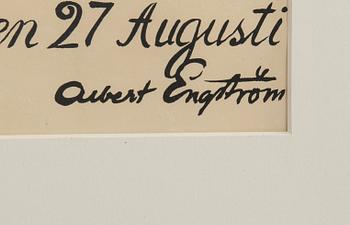 en 27 Augusti
Albert Engström